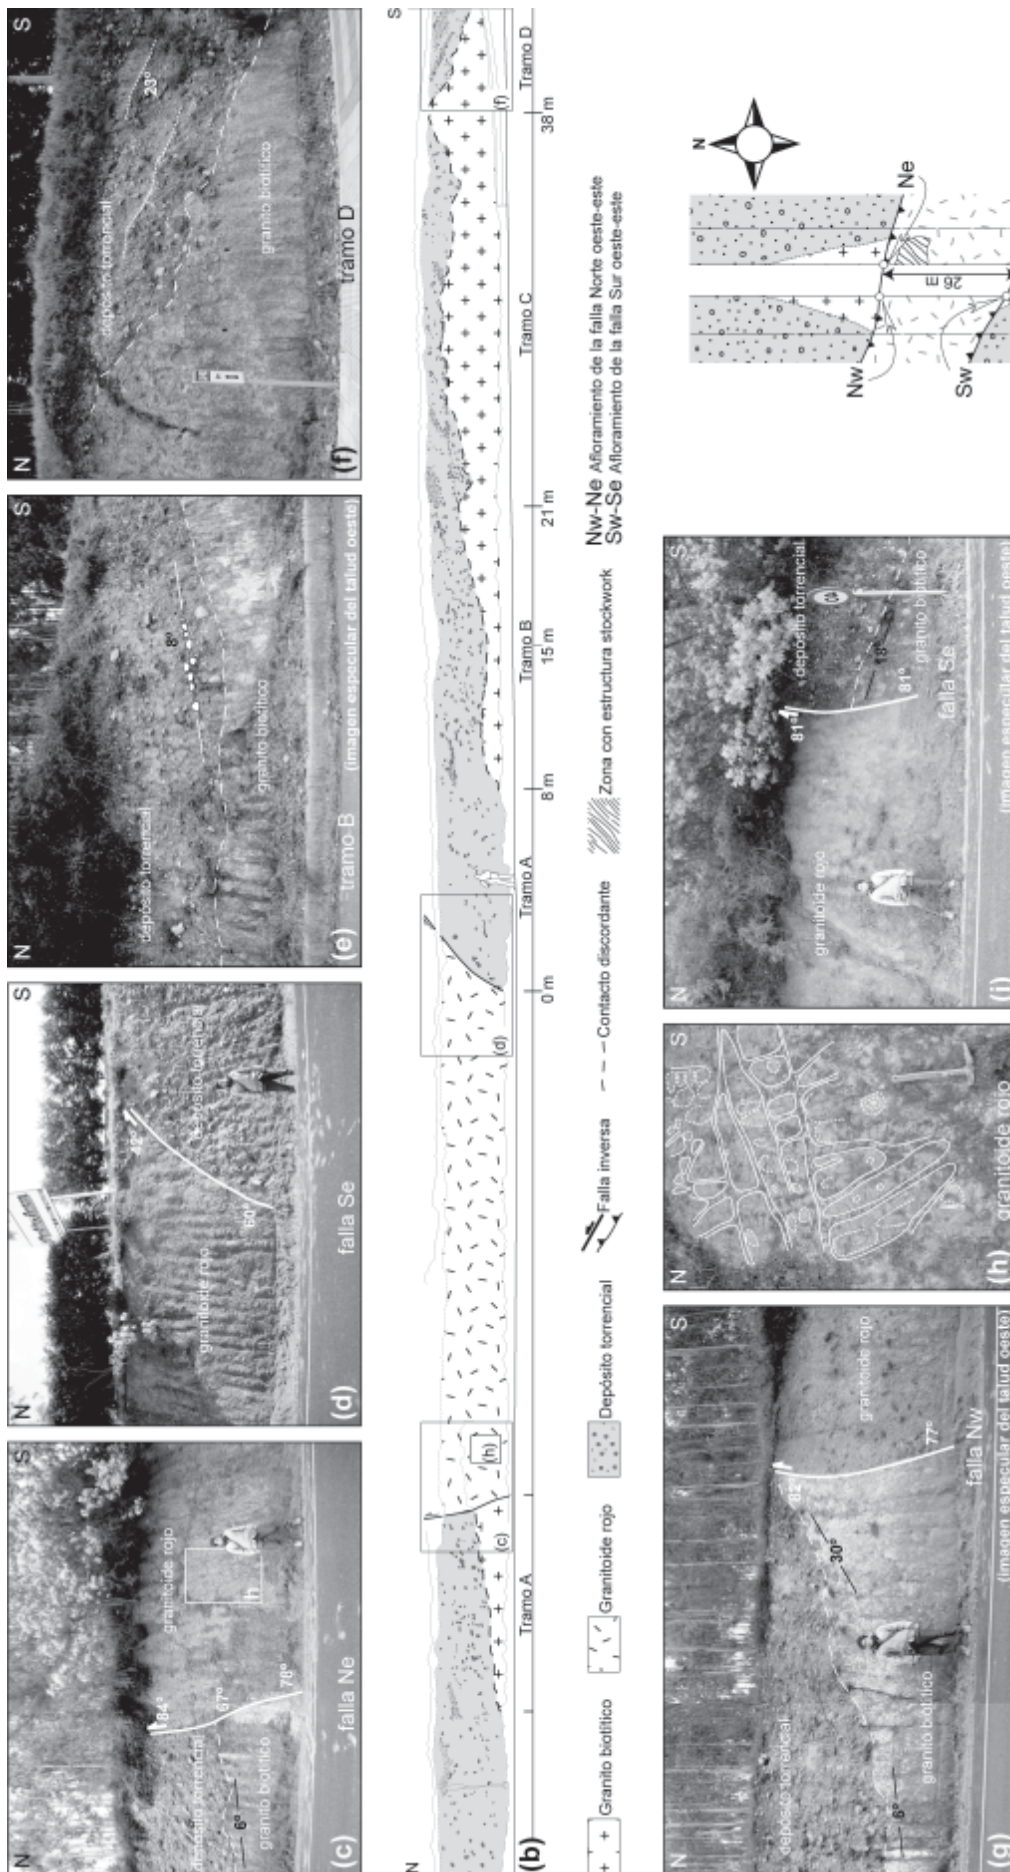 N
S
84°
67°
78°
6°
depósito torrencial
granito biotítico
granitoide rojo
h
(c)
falla Ne
N
S
42°
60°
granitoide rojo
depósito torrencial
(d)
falla Se
N
S
8°
depósito torrencial
granito biotítico
(e)
tramo B
(imagen especular del talud oeste)
N
S
23°
depósito torrencial
granito biotítico
(f)
tramo D
N
S
(c)
(h)
(d)
(f)
(b)
Tramo A
0 m
Tramo A
8 m
Tramo B
15 m
21 m
Tramo C
38 m
Tramo D
Granito biotítico
Granitoide rojo
Depósito torrencial
Falla inversa
Contacto discordante
Zona con estructura stockwork
Nw-Ne Afloramiento de la falla Norte oeste-este
Sw-Se Afloramiento de la falla Sur oeste-este
N
S
82°
77°
30°
6°
depósito torrencial
granito biotítico
granitoide rojo
(g)
falla Nw
(imagen especular del talud oeste)
N
S
(h)
granitoide rojo
N
S
81°
81°
18°
40
granitoide rojo
depósito torrencial
granito biotítico
(i)
falla Se
(imagen especular del talud oeste)
N
Nw
Ne
Sw
26 m